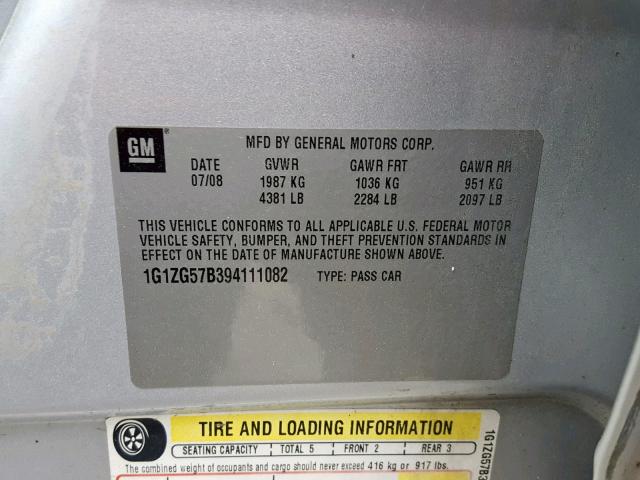 GM
MFD BY GENERAL MOTORS CORP.
DATE GVWR GAWR FRT GAWR RR
07/08 1987 KG 1036 KG 951 KG
4381 LB 2284 LB 2097 LB
THIS VEHICLE CONFORMS TO ALL APPLICABLE U.S. FEDERAL MOTOR
VEHICLE SAFETY, BUMPER, AND THEFT PREVENTION STANDARDS IN
EFFECT ON THE DATE OF MANUFACTURE SHOWN ABOVE.
1G1ZG57B394111082 TYPE: PASS CAR
TIRE AND LOADING INFORMATION
SEATING CAPACITY TOTAL 5 FRONT 2 REAR 3
The combined weight of occupants and cargo should never exceed 416 kg or 917 lbs.
1G1ZG57B3